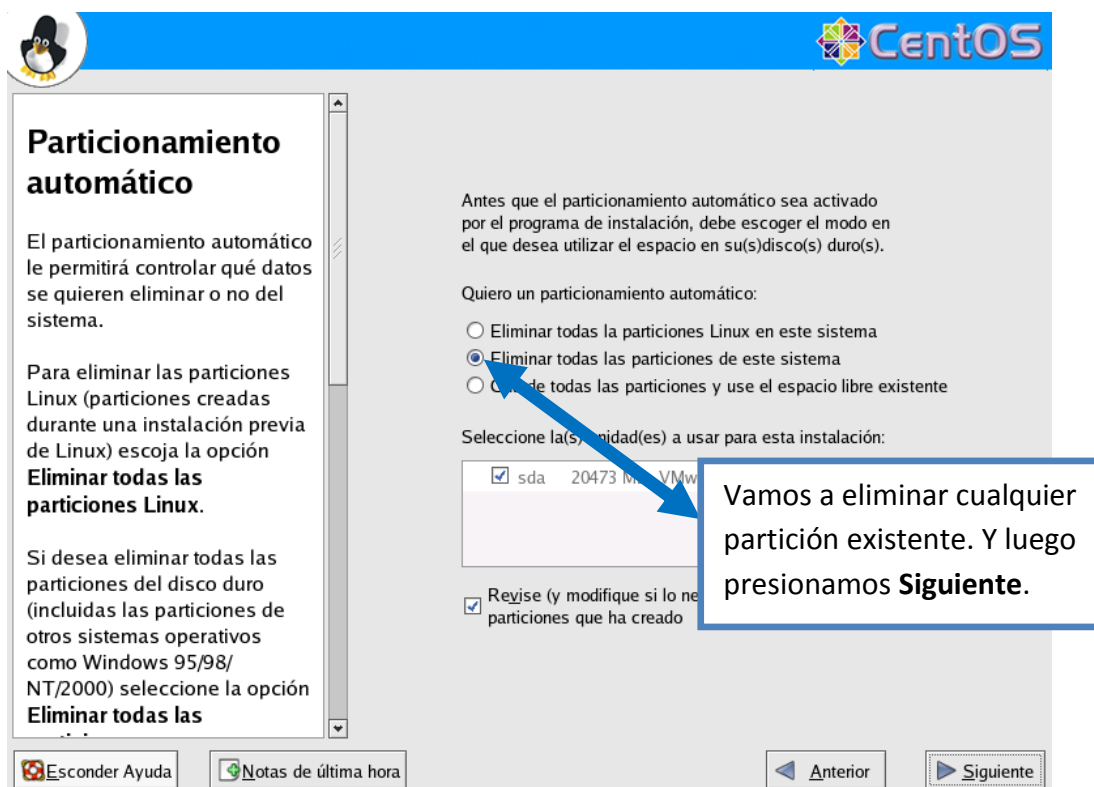 CentOS
Particionamiento
automático
El particionamiento automático
le permitirá controlar qué datos
se quieren eliminar o no del
sistema.
Para eliminar las particiones
Linux (particiones creadas
durante una instalación previa
de Linux) escoja la opción
Eliminar todas las
particiones Linux.
Si desea eliminar todas las
particiones del disco duro
(incluidas las particiones de
otros sistemas operativos
como Windows 95/98/
NT/2000) seleccione la opción
Eliminar todas las
Antes que el particionamiento automático sea activado
por el programa de instalación, debe escoger el modo en
el que desea utilizar el espacio en su(s)disco(s) duro(s).
Quiero un particionamiento automático:
Eliminar todas la particiones Linux en este sistema
Eliminar todas las particiones de este sistema
todas las particiones y use el espacio libre existente
Seleccione la(s) unidad(es) a usar para esta instalación:
sda 20473
Vamos a eliminar cualquier
partición existente. Y luego
presionamos Siguiente.
Revise (y modifique si lo
particiones que ha creado
Esconder Ayuda
Notas de última hora
Anterior
Siguiente